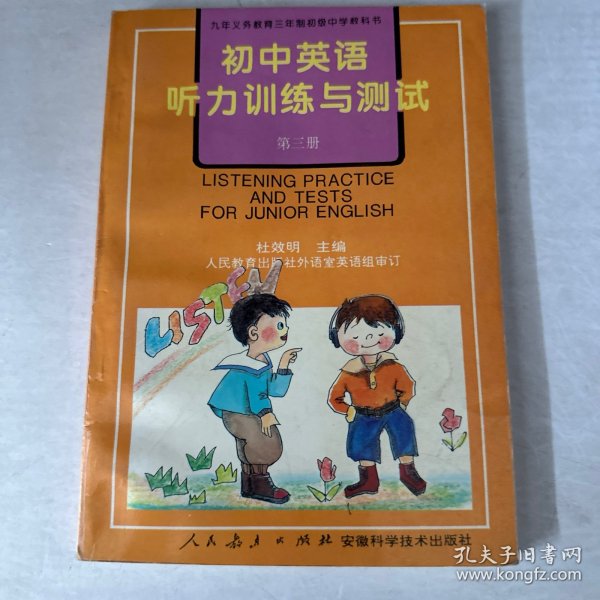 九年义务教育三年制初级中学教科书
初中英语
听力训练与测试
第三册
LISTENING PRACTICE
AND TESTS
FOR JUNIOR ENGLISH
杜效明 主编
人民教育出版社外语室英语组审订
LISTEN
人民教育出版社 安徽科学技术出版社
孔夫子旧书网
www.kongfz.com